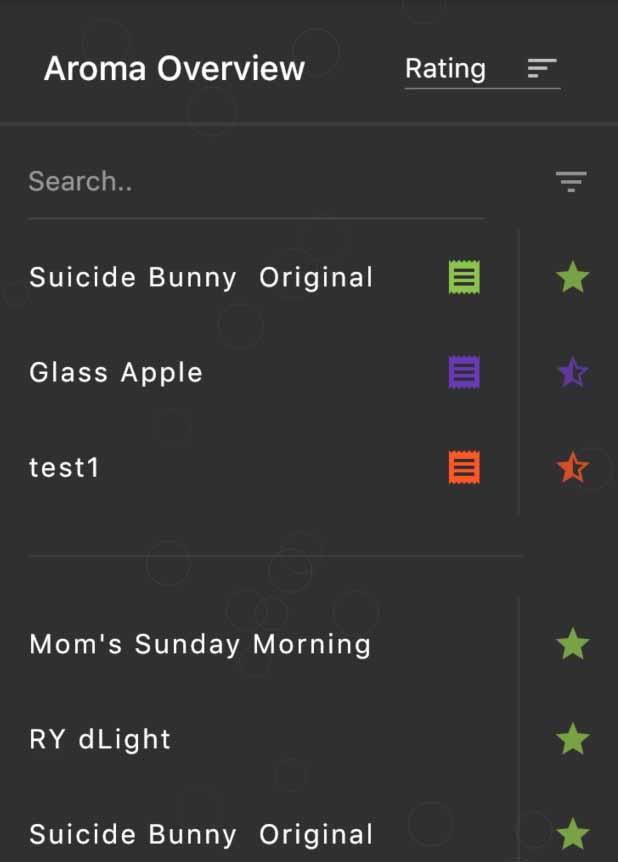 Aroma Overview Rating
Search..
Suicide Bunny  Original
Glass Apple
test1
Mom's Sunday Morning
RY dLight
Suicide Bunny  Original